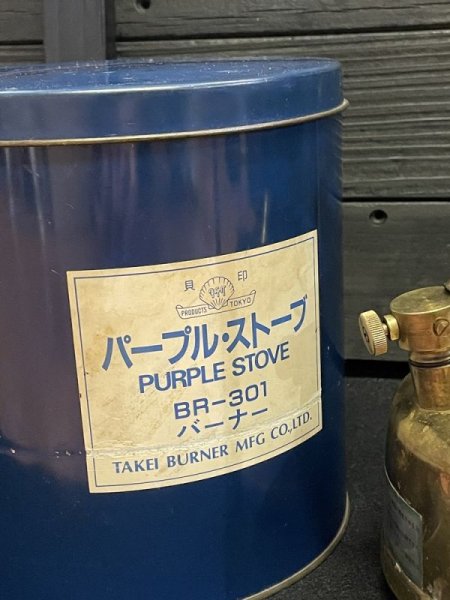 貝印
PRODUCTS TOKYO
パープル・ストーブ
PURPLE STOVE
BR-301
バーナー
TAKEI BURNER MFG CO.,LTD.